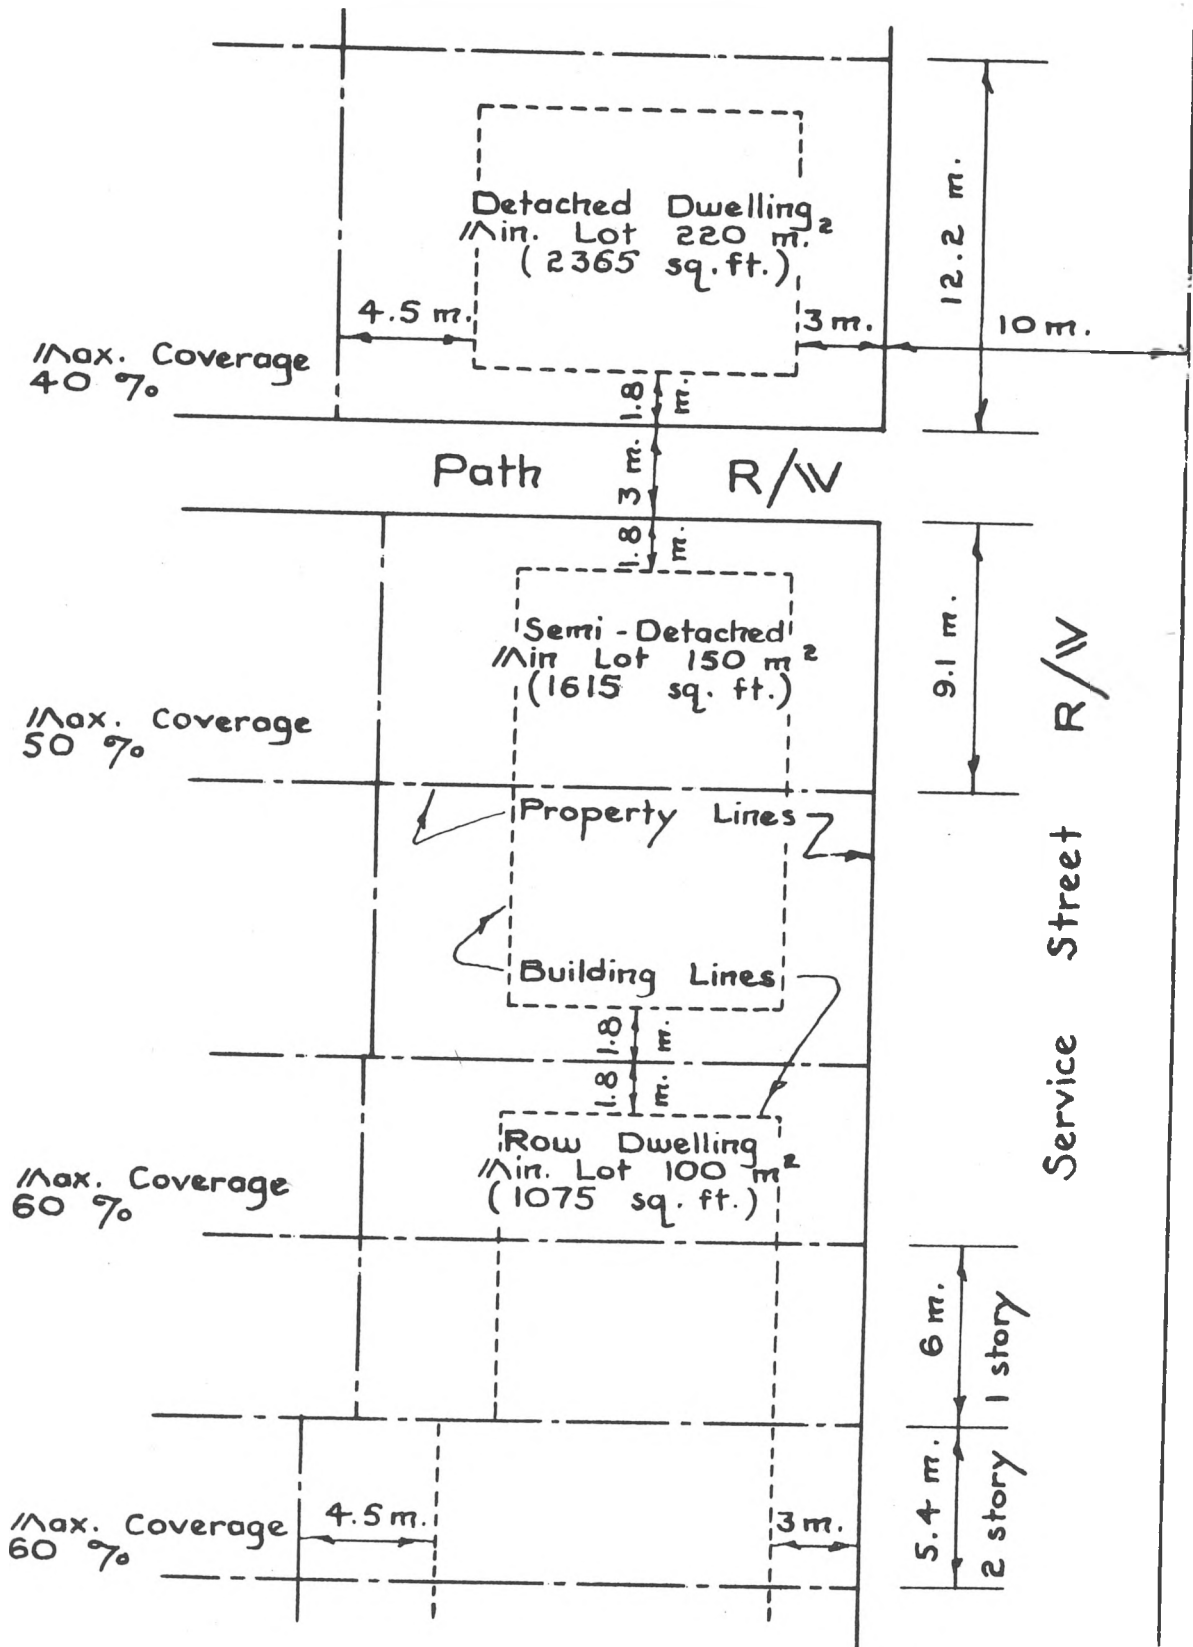 Detached Dwelling
Min. Lot 220 m.²
(2365 sq.ft.)
12.2 m.
4.5 m.
3 m.
10 m.
Max. Coverage
40 %
1.8 m.
Path R/W
3 m.
1.8 m.
Semi-Detached
Min Lot 150 m²
(1615 sq. ft.)
9.1 m.
Max. Coverage
50 %
Property Lines
Building Lines
Service Street R/W
1.8 m.
1.8 m.
Row Dwelling
Min. Lot 100 m²
(1075 sq. ft.)
Max. Coverage
60 %
6 m.
1 story
5.4 m.
2 story
Max. Coverage
60 %
4.5 m.
3 m.